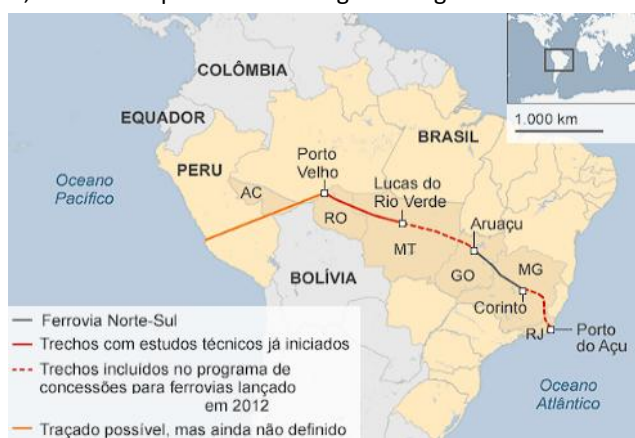 COLÔMBIA
EQUADOR
PERU
BRASIL
1.000 km
Oceano
Pacífico
Porto
Velho
Lucas do
Rio Verde
Aruaçu
AC
RO
MT
GO
MG
BOLÍVIA
Corinto
RJ
Porto
do Açu
Oceano
Atlântico
Ferrovia Norte-Sul
Trechos com estudos técnicos já iniciados
Trechos incluídos no programa de
concessões para ferrovias lançado
em 2012
Traçado possível, mas ainda não definido